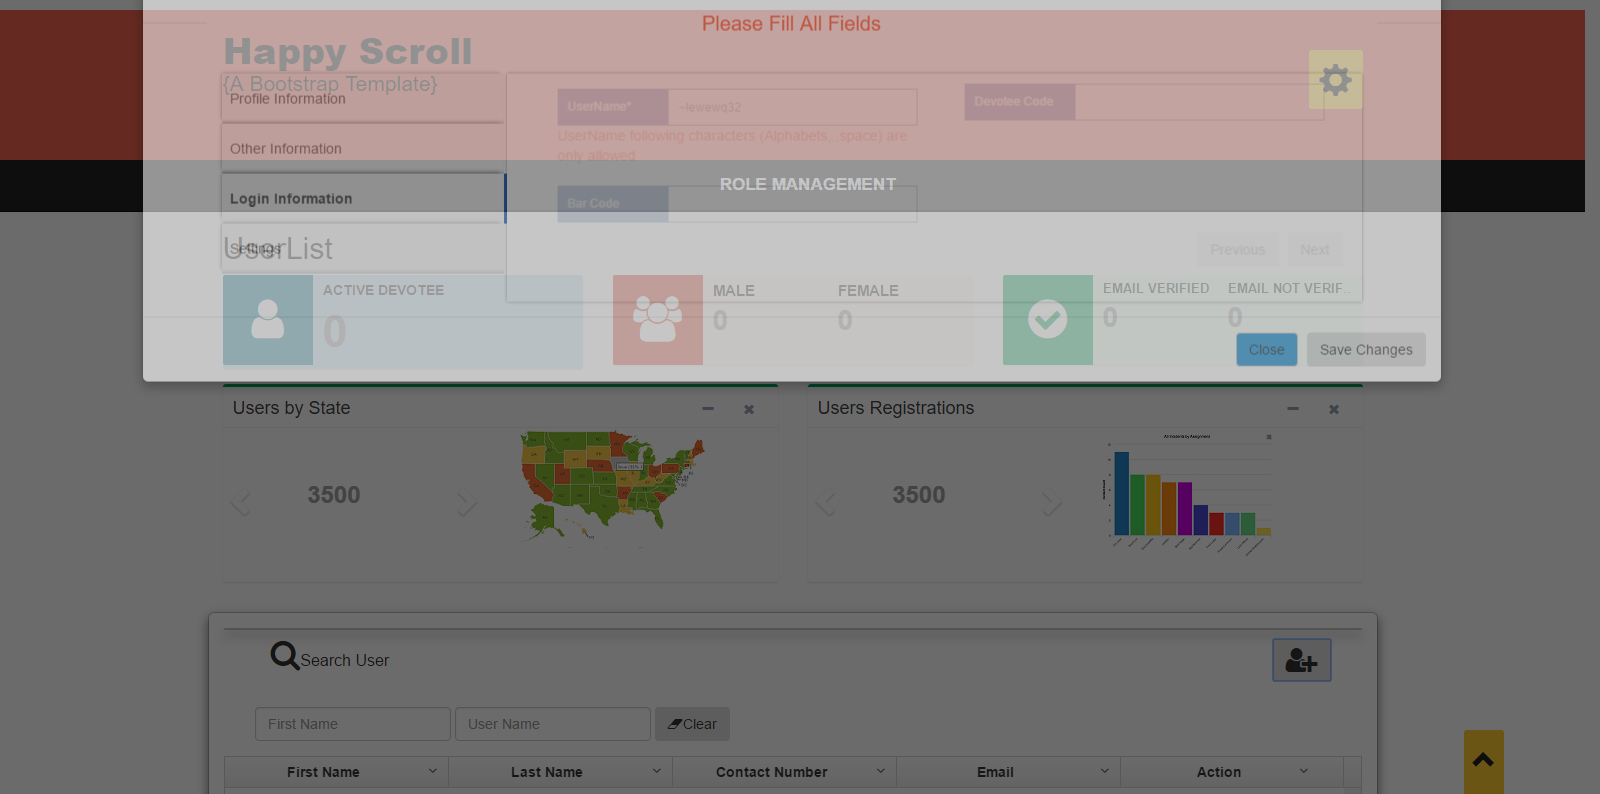 Please Fill All Fields
Happy Scroll
{A Bootstrap Template}
Profile Information
UserName*
~!ewewq32
Devotee Code
UserName following characters (Alphabets...space) are
only allowed
Other Information
ROLE MANAGEMENT
Login Information
Bar Code
UserList
Settings
Previous
Next
ACTIVE DEVOTEE
0
MALE
0
FEMALE
0
EMAIL VERIFIED
0
EMAIL NOT VERIF..
0
Close
Save Changes
Users by State
Users Registrations
3500
3500
Search User
First Name
User Name
Clear
First Name
Last Name
Contact Number
Email
Action